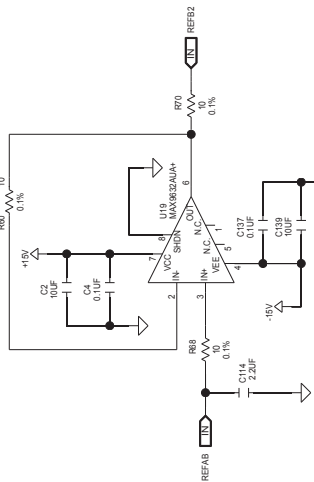 REFB2
IN
R70
10
0.1%
R60
10
0.1%
6
U19
MAX9632AUA+
8
SHDN
OUT
N.C.
1
N.C.
5
VEE
4
7
VCC
IN-
2
IN+
3
+15V
C2
10UF
C4
0.1UF
C137
0.1UF
C139
10UF
-15V
R68
10
0.1%
C114
2.2UF
IN
REFAB